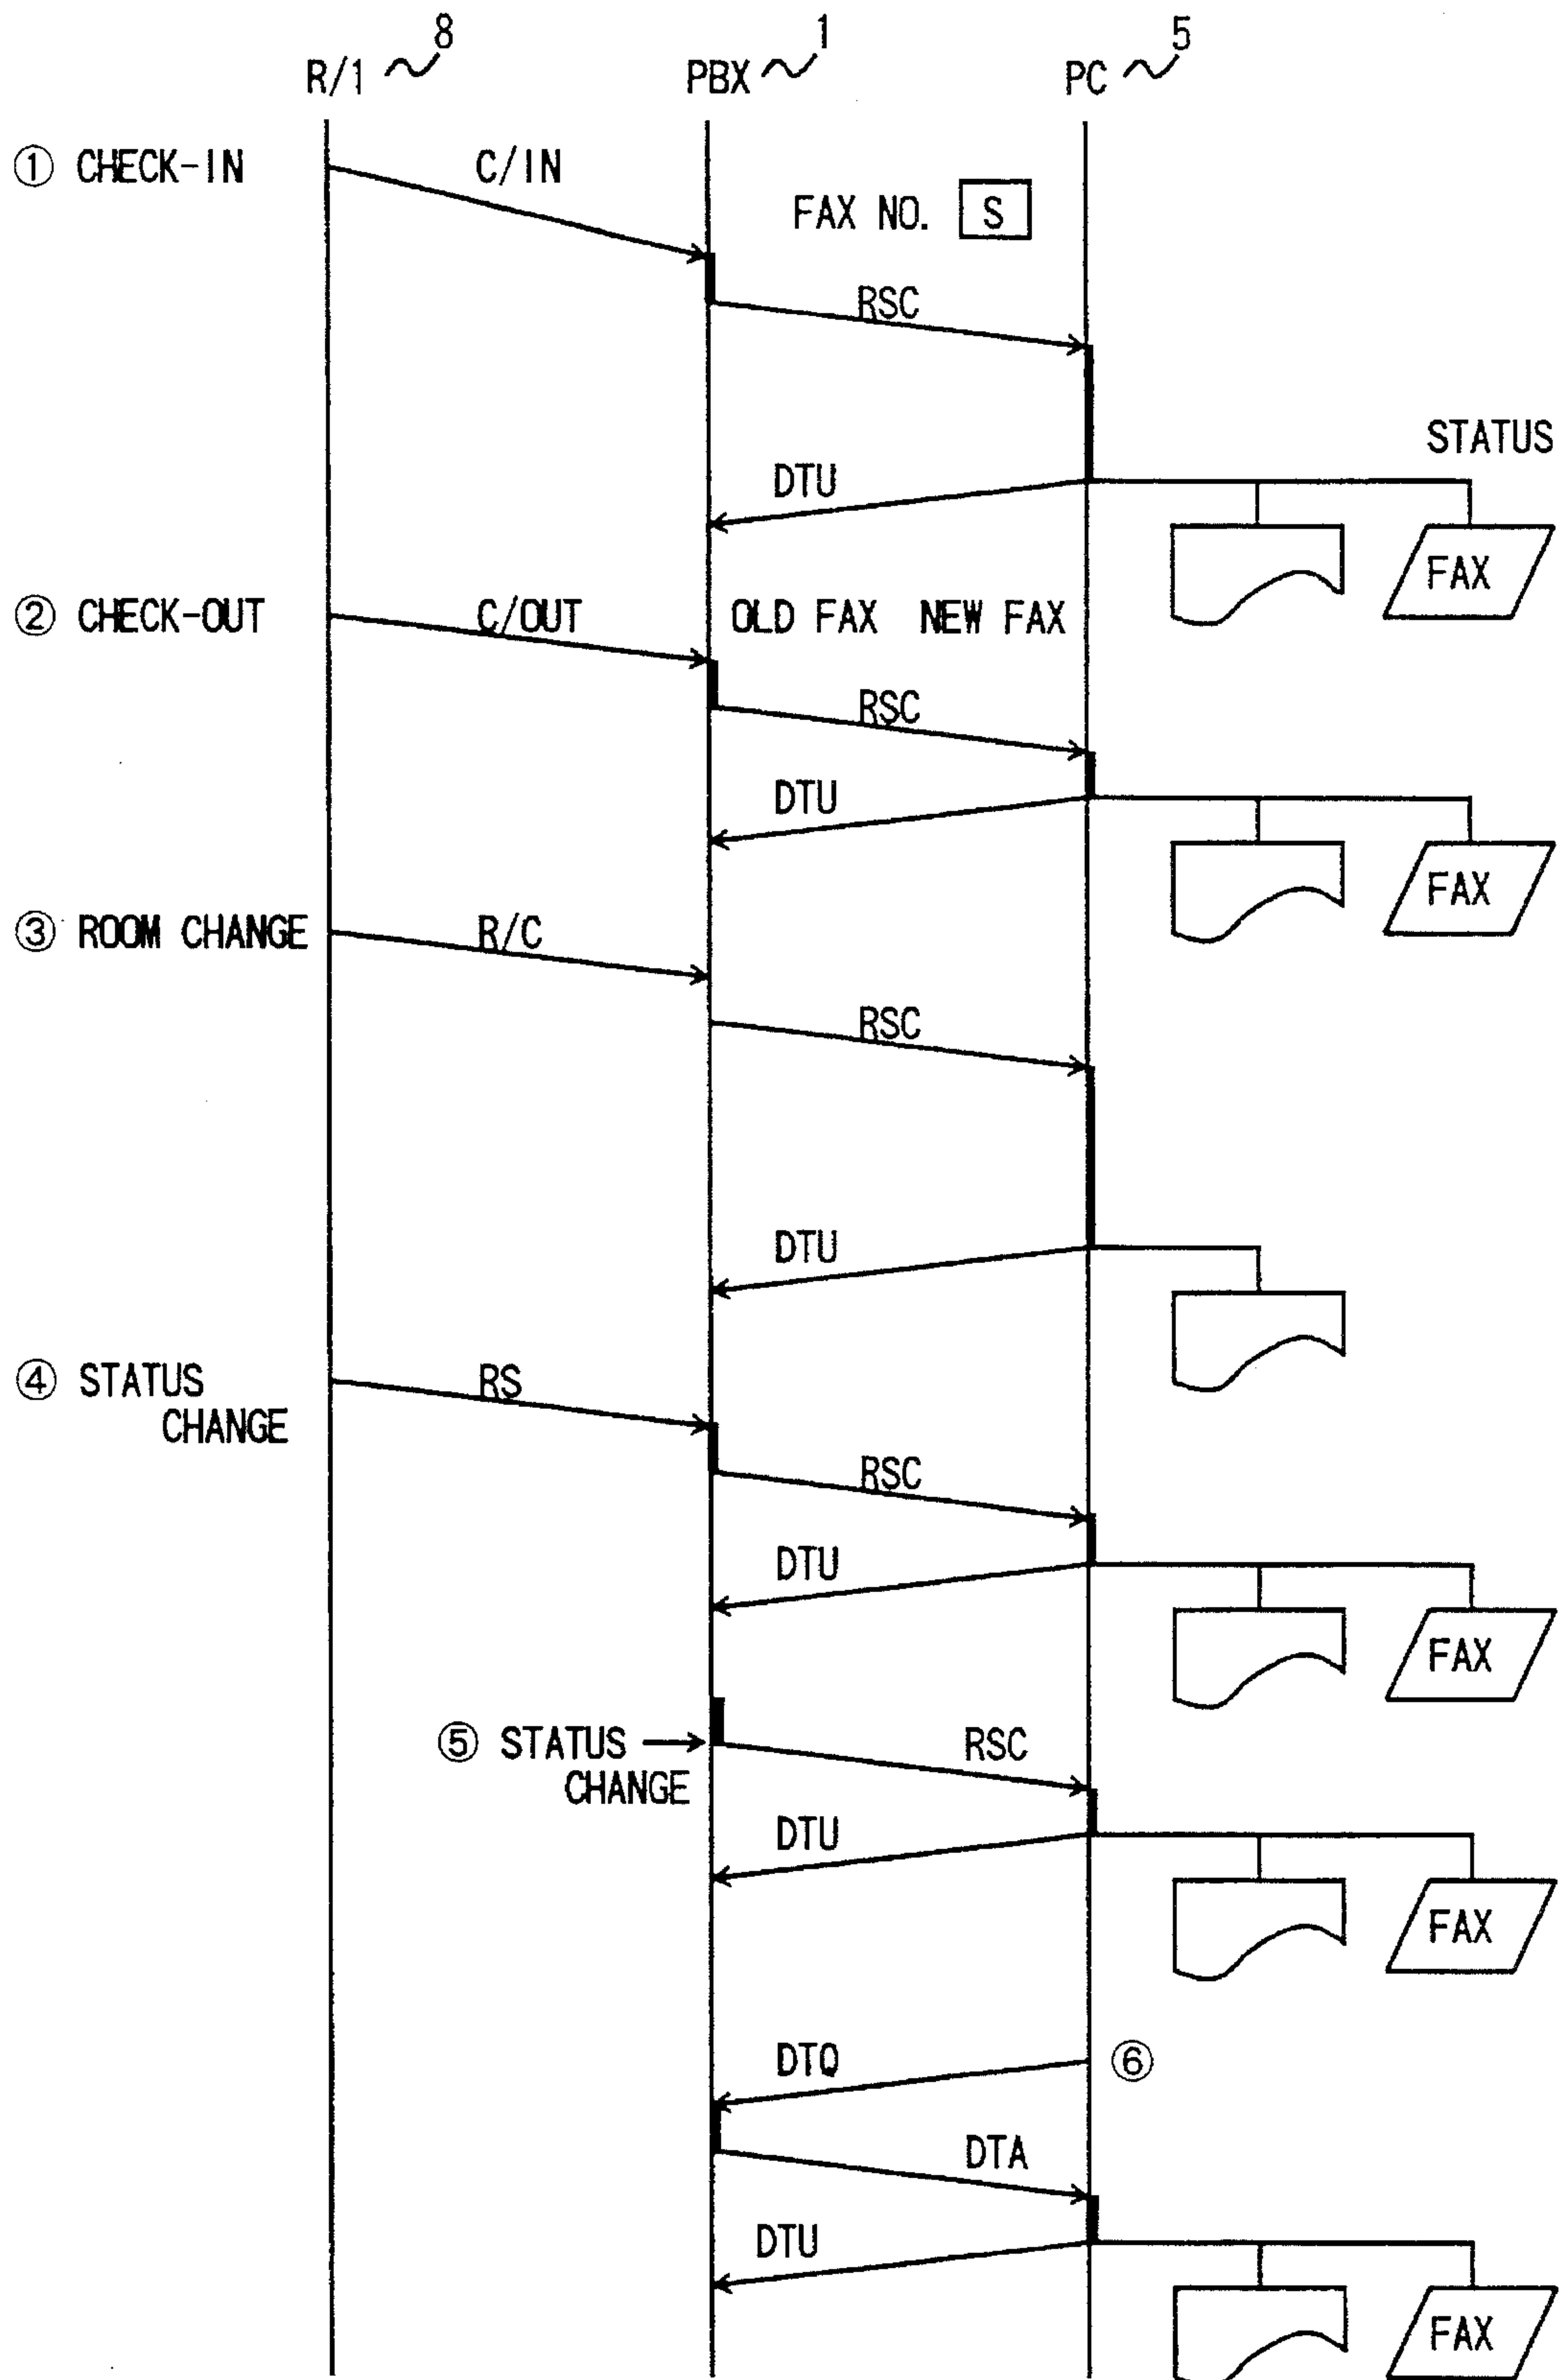 8 1 5
R/1 PBX PC
① CHECK-IN C/IN
FAX NO. S
RSC
STATUS
DTU
FAX
② CHECK-OUT C/OUT OLD FAX NEW FAX
RSC
DTU
FAX
③ ROOM CHANGE R/C
RSC
DTU
④ STATUS RS
CHANGE
RSC
DTU
FAX
⑤ STATUS RSC
CHANGE
DTU
FAX
DTQ ⑥
DTA
DTU
FAX